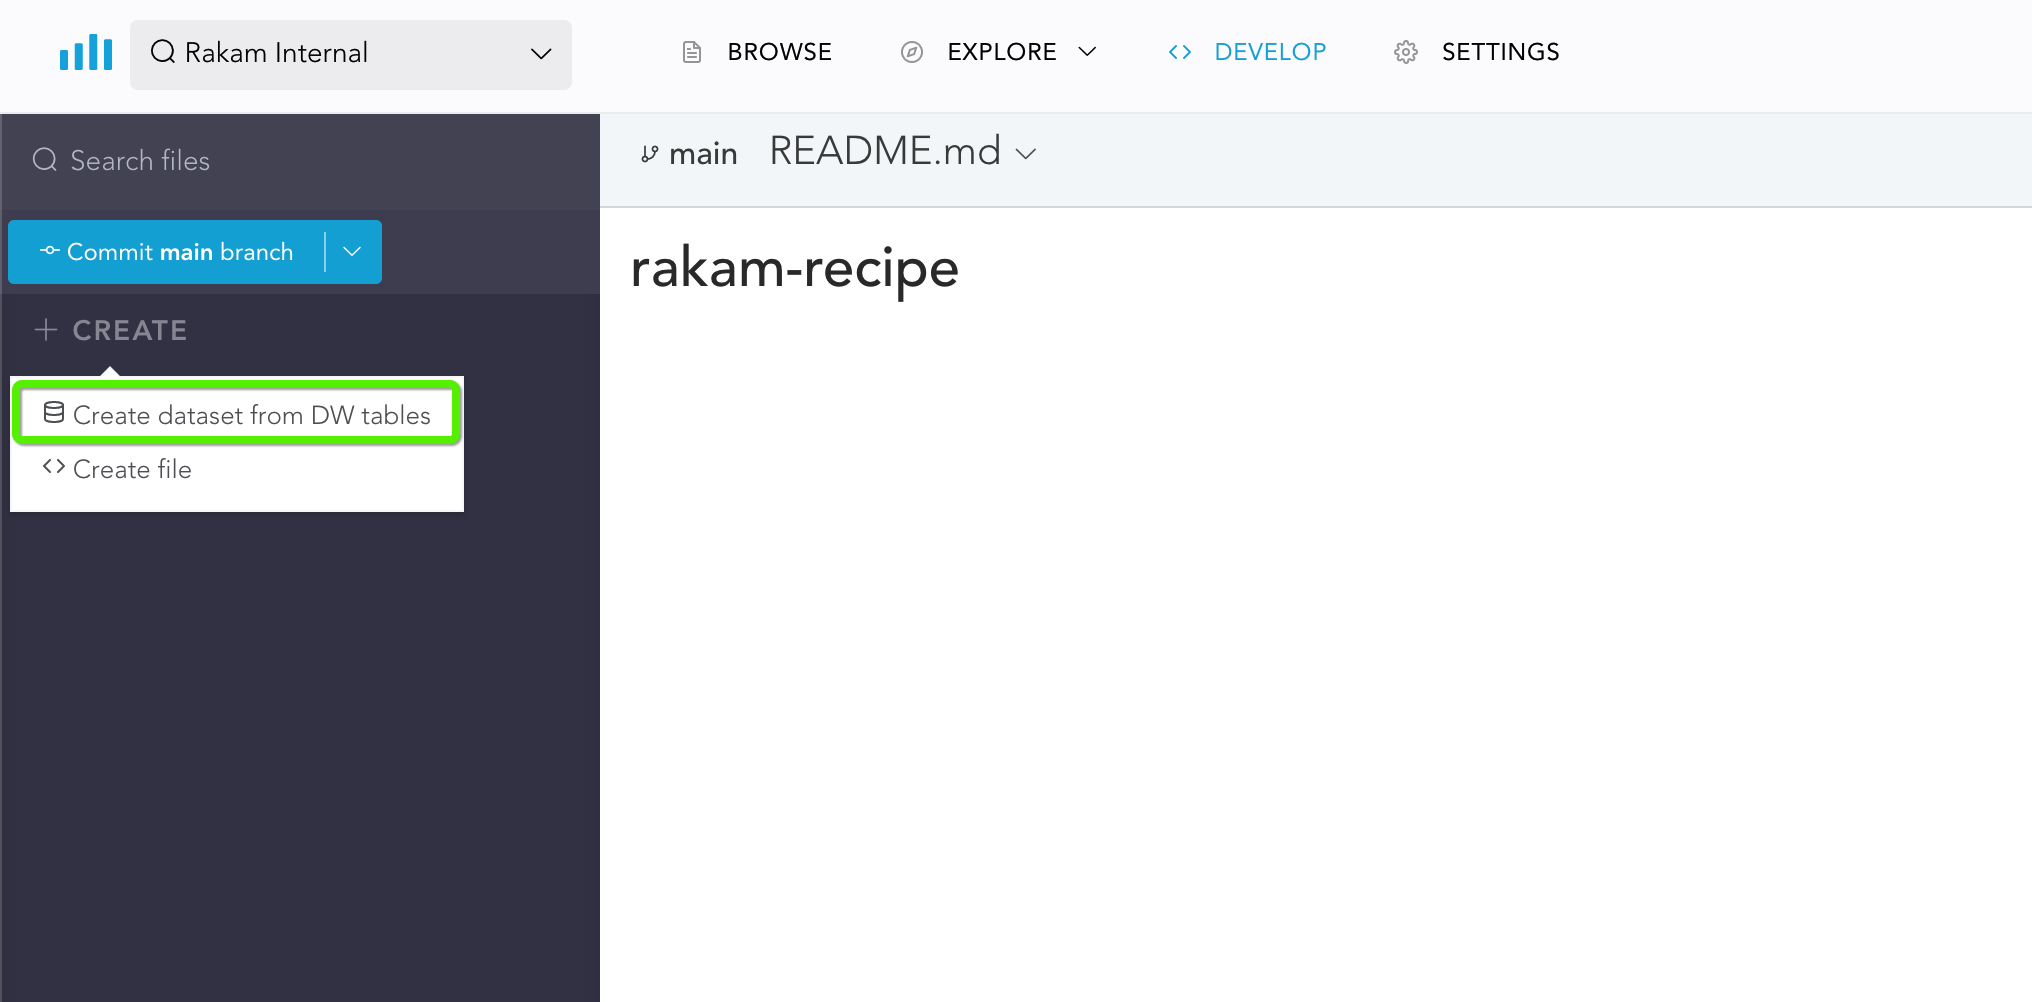 Rakam Internal
BROWSE
EXPLORE
DEVELOP
SETTINGS
Search files
main README.md
Commit main branch
rakam-recipe
CREATE
Create dataset from DW tables
Create file